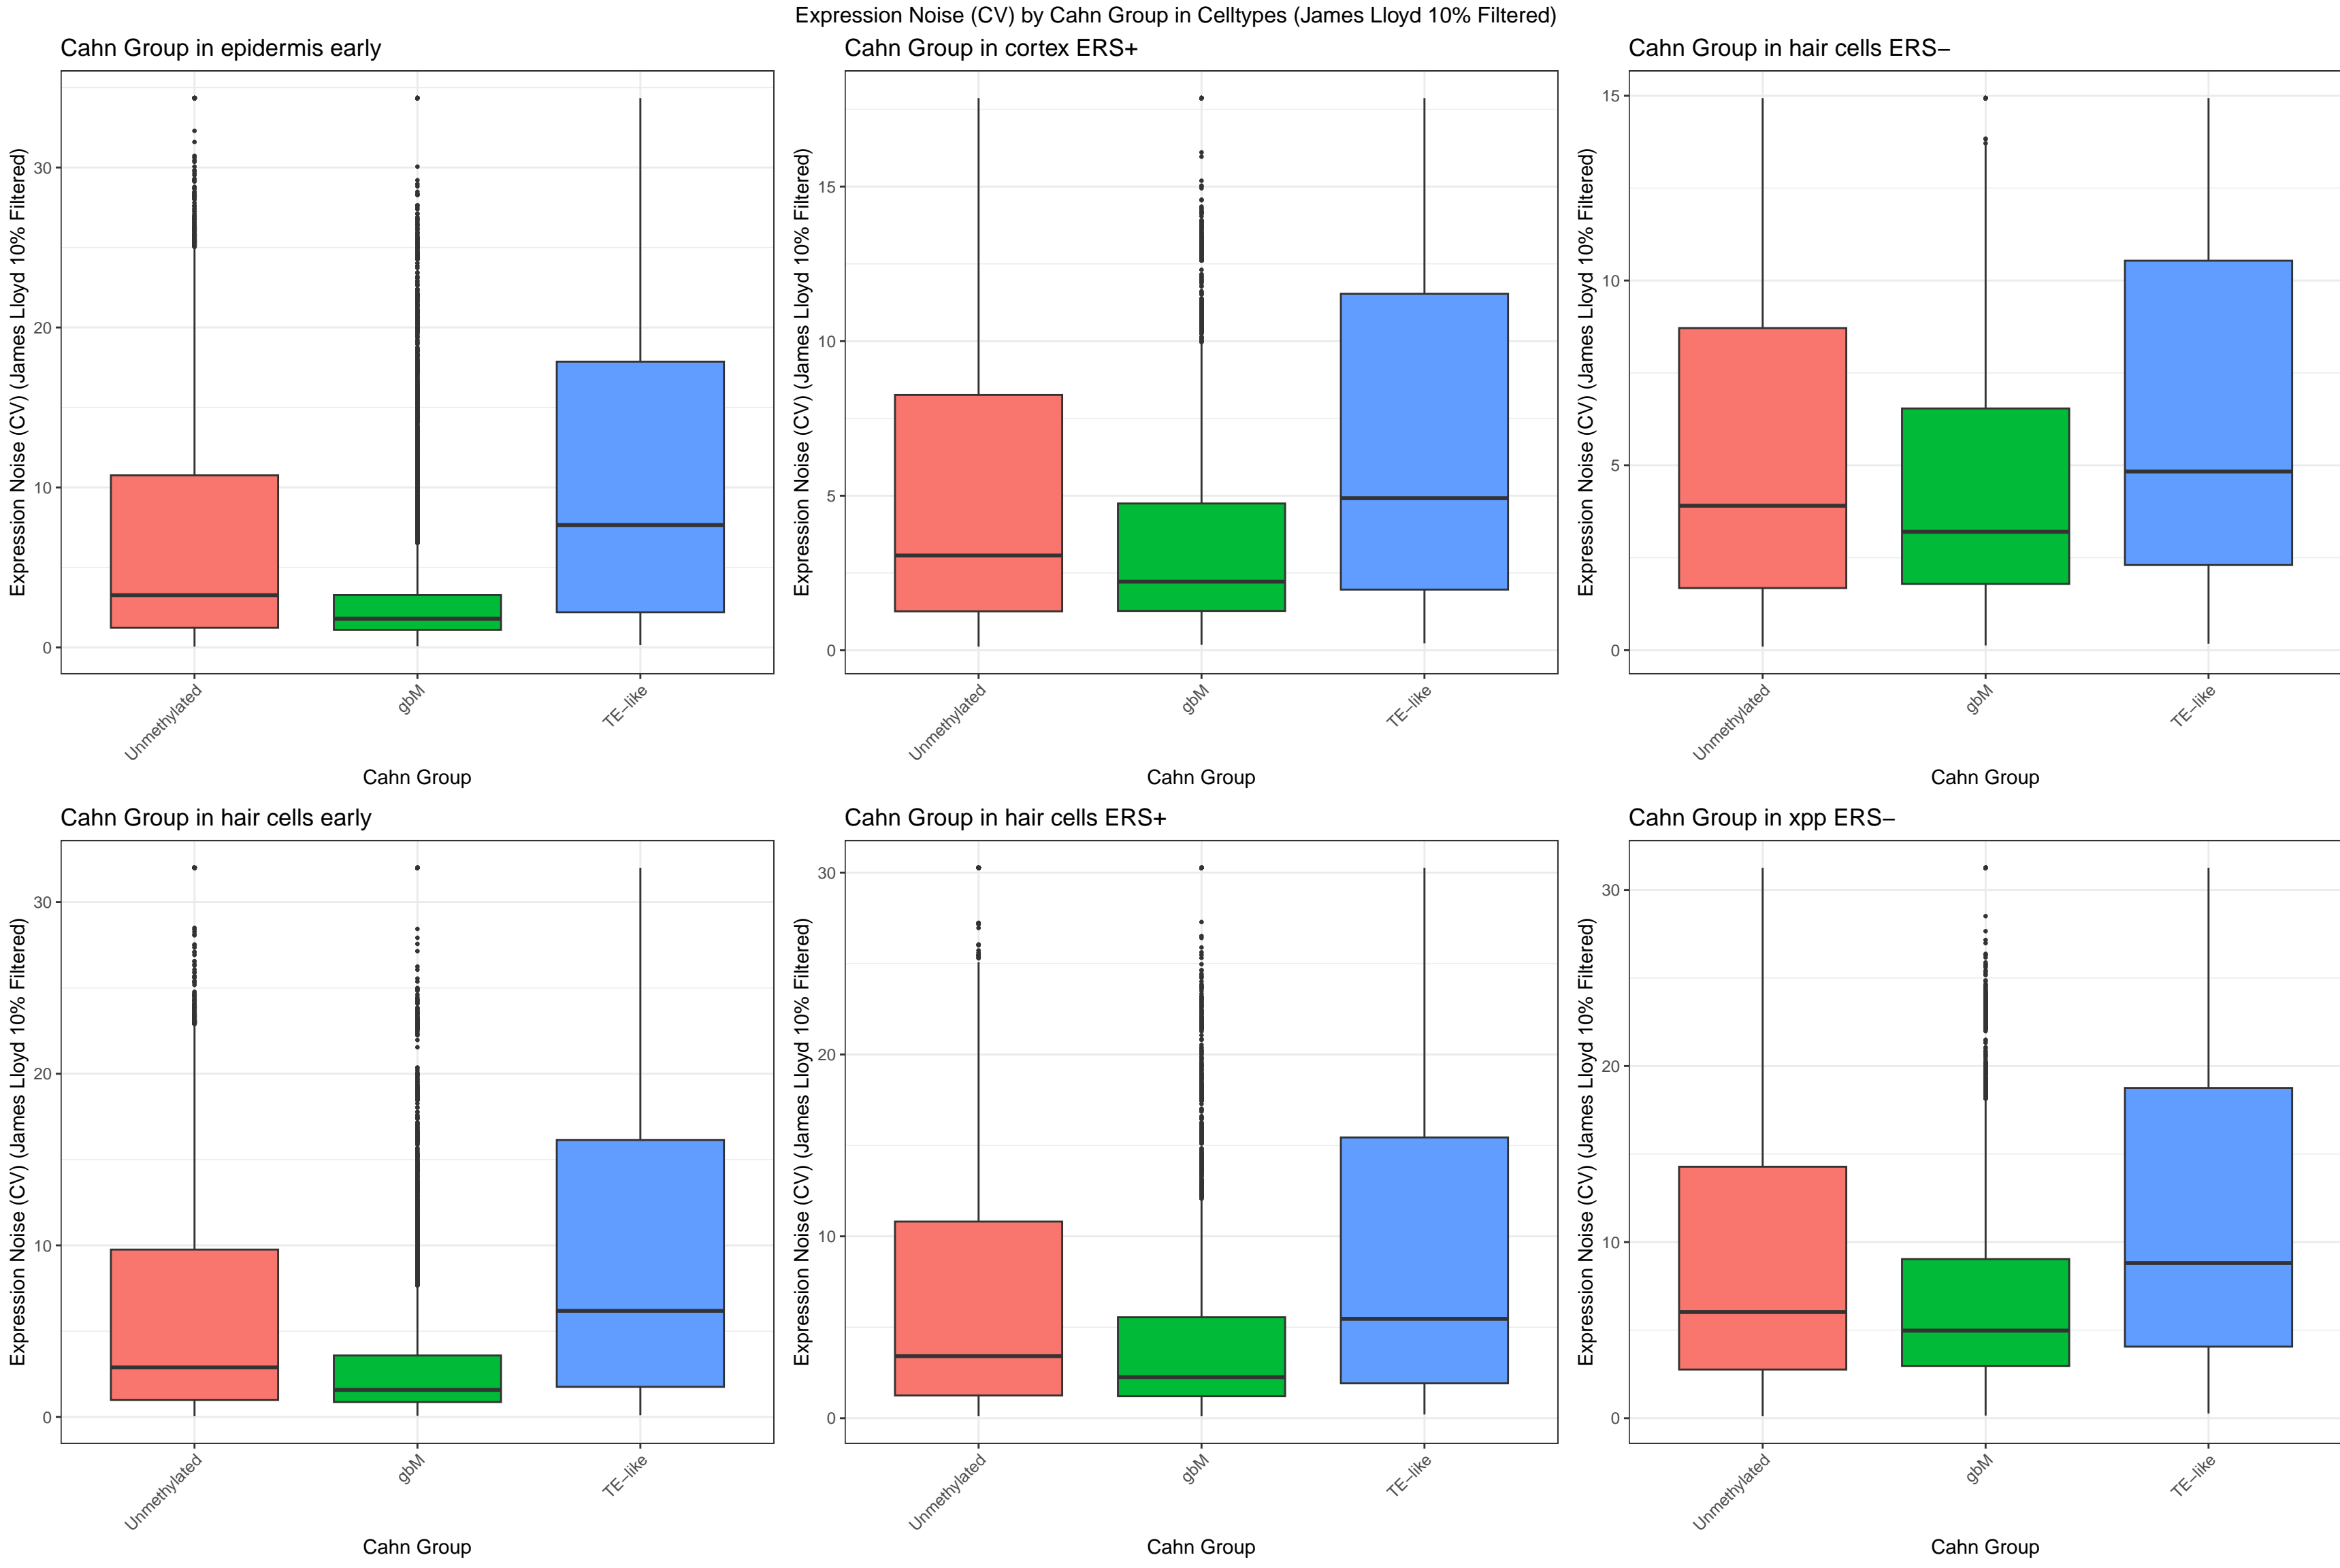 Expression Noise (CV) by Cahn Group in Celltypes (James Lloyd 10% Filtered)
Cahn Group in epidermis early
Expression Noise (CV) (James Lloyd 10% Filtered)
30
20
10
0
Unmethylated
gbM
TE−like
Cahn Group
Cahn Group in cortex ERS+
Expression Noise (CV) (James Lloyd 10% Filtered)
15
10
5
0
Unmethylated
gbM
TE−like
Cahn Group
Cahn Group in hair cells ERS−
Expression Noise (CV) (James Lloyd 10% Filtered)
15
10
5
0
Unmethylated
gbM
TE−like
Cahn Group
Cahn Group in hair cells early
Expression Noise (CV) (James Lloyd 10% Filtered)
30
20
10
0
Unmethylated
gbM
TE−like
Cahn Group
Cahn Group in hair cells ERS+
Expression Noise (CV) (James Lloyd 10% Filtered)
30
20
10
0
Unmethylated
gbM
TE−like
Cahn Group
Cahn Group in xpp ERS−
Expression Noise (CV) (James Lloyd 10% Filtered)
30
20
10
0
Unmethylated
gbM
TE−like
Cahn Group